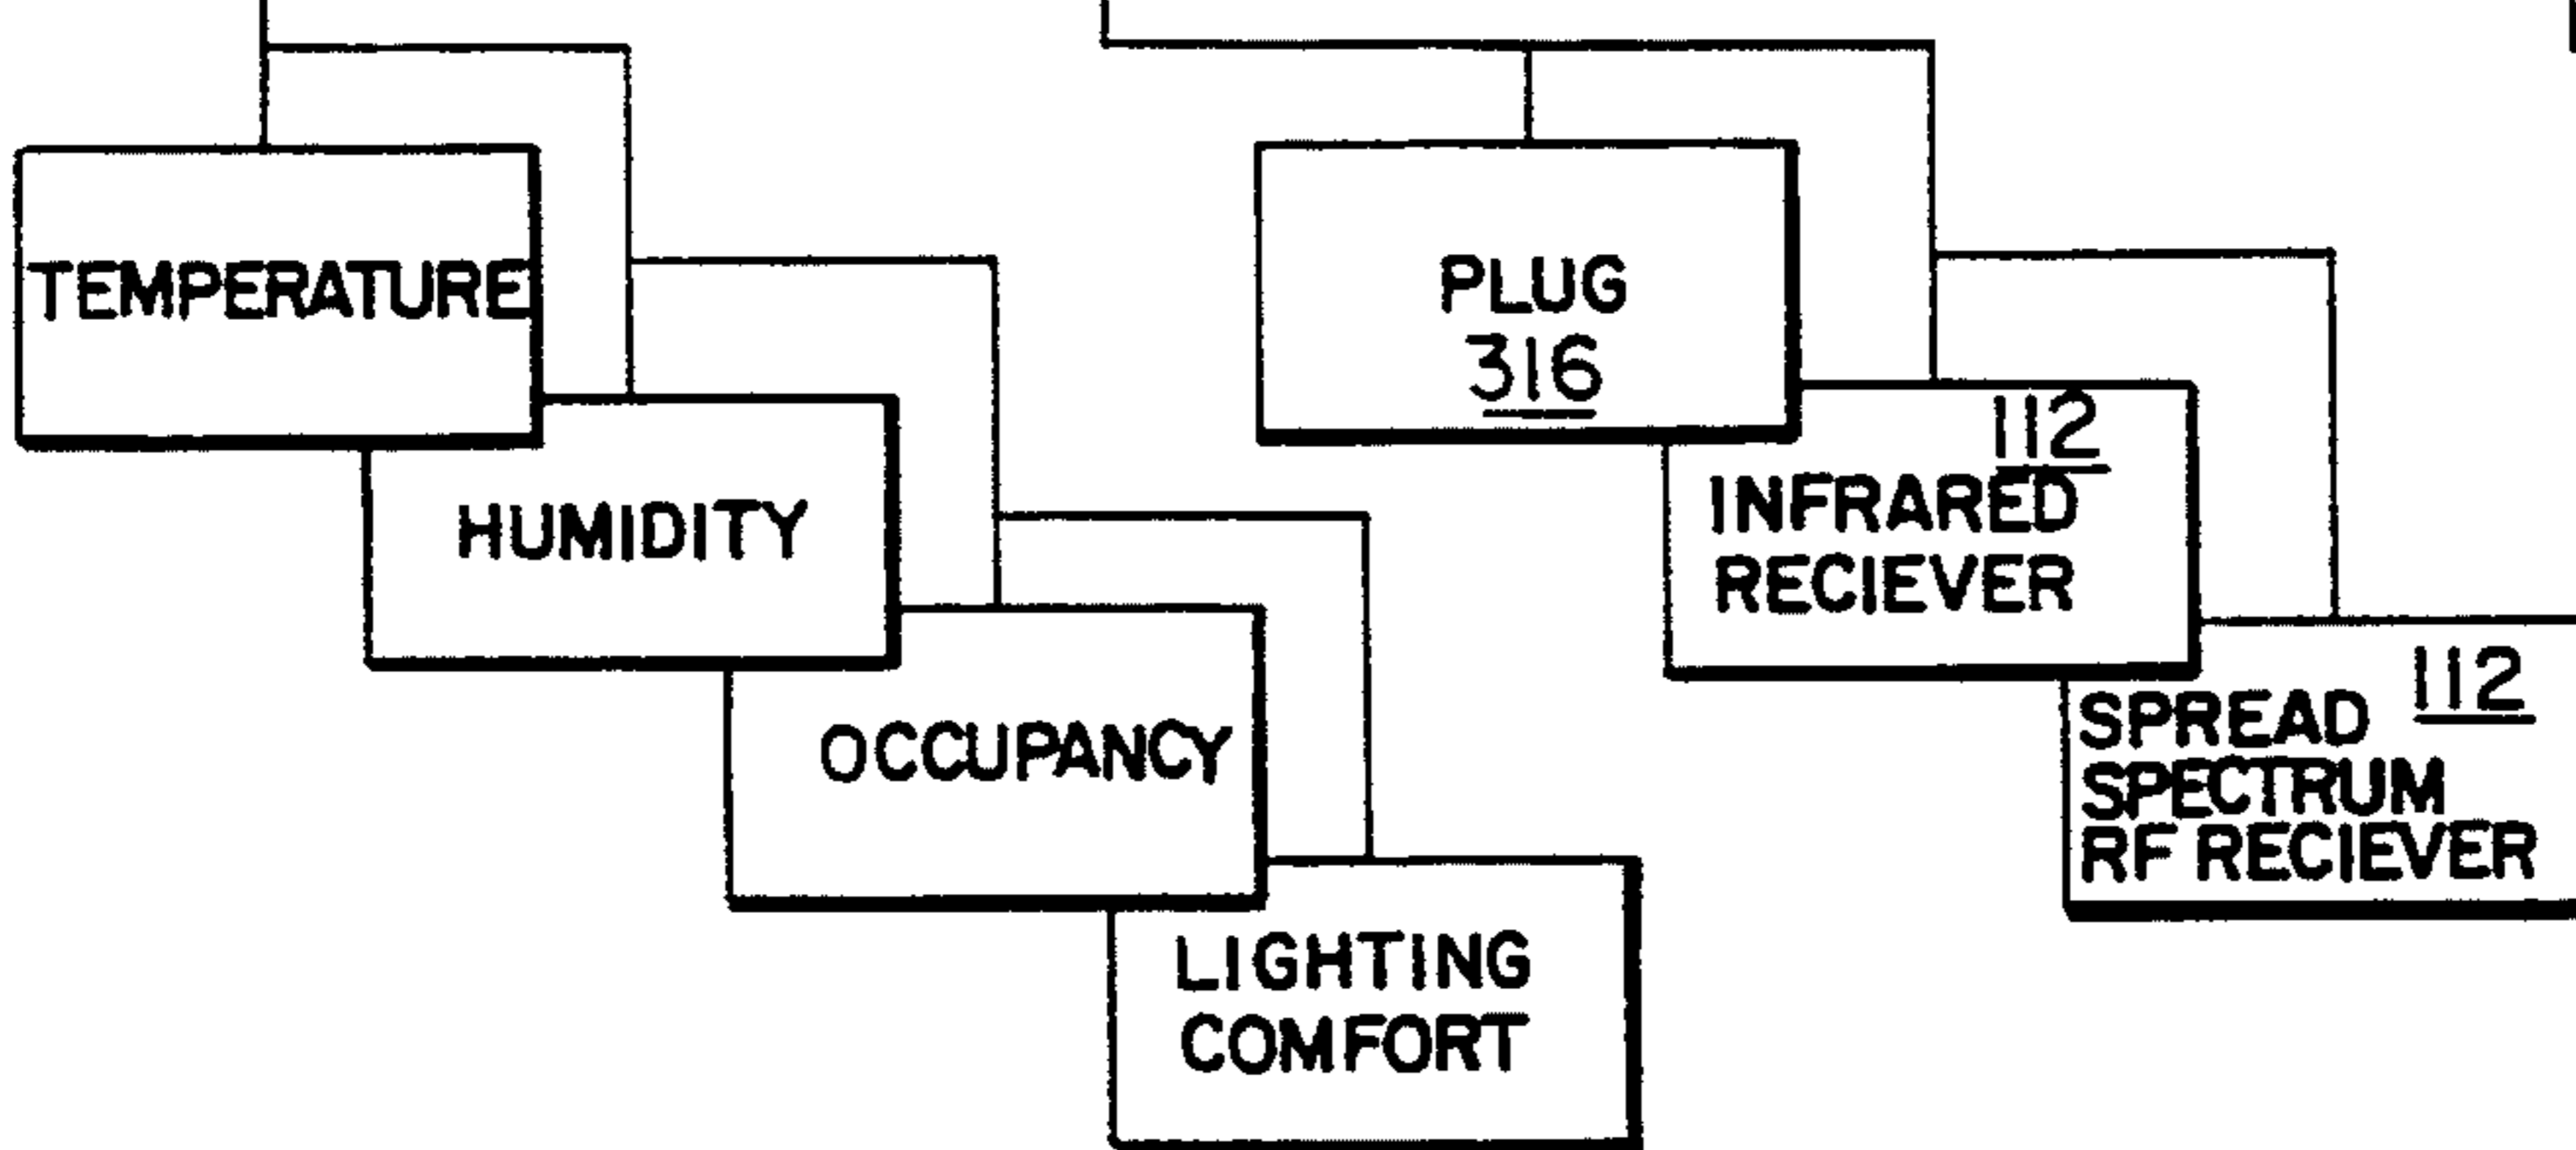 TEMPERATURE
HUMIDITY
OCCUPANCY
LIGHTING
COMFORT
PLUG
316
112
INFRARED
RECIEVER
112
SPREAD
SPECTRUM
RF RECIEVER